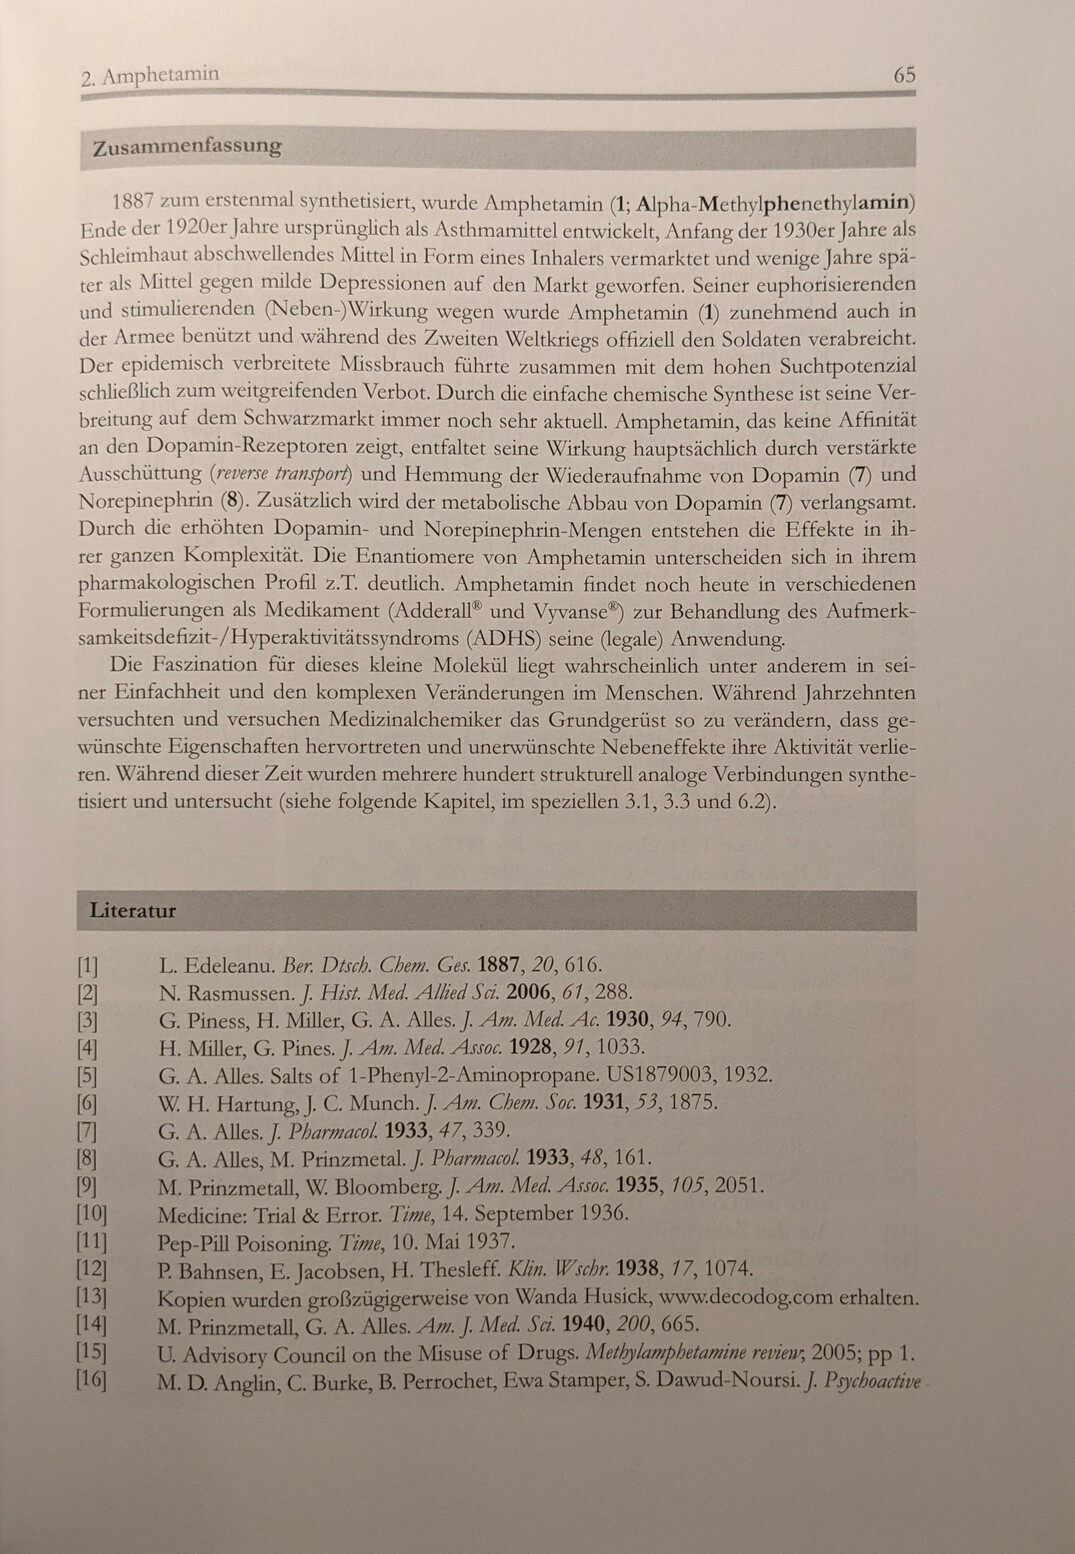 2. Amphetamin 65
Zusammenfassung
1887 zum erstenmal synthetisiert, wurde Amphetamin (1; Alpha-Methylphenethylamin)
Ende der 1920er Jahre ursprünglich als Asthmamittel entwickelt, Anfang der 1930er Jahre als
Schleimhaut abschwellendes Mittel in Form eines Inhalers vermarktet und wenige Jahre spä-
ter als Mittel gegen milde Depressionen auf den Markt geworfen. Seiner euphorisierenden
und stimulierenden (Neben-)Wirkung wegen wurde Amphetamin (1) zunehmend auch in
der Armee benützt und während des Zweiten Weltkriegs offiziell den Soldaten verabreicht.
Der epidemisch verbreitete Missbrauch führte zusammen mit dem hohen Suchtpotenzial
schließlich zum weitgreifenden Verbot. Durch die einfache chemische Synthese ist seine Ver-
breitung auf dem Schwarzmarkt immer noch sehr aktuell. Amphetamin, das keine Affinität
an den Dopamin-Rezeptoren zeigt, entfaltet seine Wirkung hauptsächlich durch verstärkte
Ausschüttung (reverse transport) und Hemmung der Wiederaufnahme von Dopamin (7) und
Norepinephrin (8). Zusätzlich wird der metabolische Abbau von Dopamin (7) verlangsamt.
Durch die erhöhten Dopamin- und Norepinephrin-Mengen entstehen die Effekte in ih-
rer ganzen Komplexität. Die Enantiomere von Amphetamin unterscheiden sich in ihrem
pharmakologischen Profil z.T. deutlich. Amphetamin findet noch heute in verschiedenen
Formulierungen als Medikament (Adderall® und Vyvanse®) zur Behandlung des Aufmerk-
samkeitsdefizit-/Hyperaktivitätssyndroms (ADHS) seine (legale) Anwendung.
Die Faszination für dieses kleine Molekül liegt wahrscheinlich unter anderem in sei-
ner Einfachheit und den komplexen Veränderungen im Menschen. Während Jahrzehnten
versuchten und versuchen Medizinalchemiker das Grundgerüst so zu verändern, dass ge-
wünschte Eigenschaften hervortreten und unerwünschte Nebeneffekte ihre Aktivität verlie-
ren. Während dieser Zeit wurden mehrere hundert strukturell analoge Verbindungen synthe-
tisiert und untersucht (siehe folgende Kapitel, im speziellen 3.1, 3.3 und 6.2).
Literatur
[1] L. Edeleanu. Ber. Dtsch. Chem. Ges. 1887, 20, 616.
[2] N. Rasmussen. J. Hist. Med. Allied Sci. 2006, 61, 288.
[3] G. Piness, H. Miller, G. A. Alles. J. Am. Med. Ac. 1930, 94, 790.
[4] H. Miller, G. Pines. J. Am. Med. Assoc. 1928, 91, 1033.
[5] G. A. Alles. Salts of 1-Phenyl-2-Aminopropane. US1879003, 1932.
[6] W. H. Hartung, J. C. Munch. J. Am. Chem. Soc. 1931, 53, 1875.
[7] G. A. Alles. J. Pharmacol. 1933, 47, 339.
[8] G. A. Alles, M. Prinzmetal. J. Pharmacol. 1933, 48, 161.
[9] M. Prinzmetall, W. Bloomberg. J. Am. Med. Assoc. 1935, 105, 2051.
[10] Medicine: Trial & Error. Time, 14. September 1936.
[11] Pep-Pill Poisoning. Time, 10. Mai 1937.
[12] P. Bahnsen, E. Jacobsen, H. Thesleff. Klin. Wschr. 1938, 17, 1074.
[13] Kopien wurden großzügigerweise von Wanda Husick, www.decodog.com erhalten.
[14] M. Prinzmetall, G. A. Alles. Am. J. Med. Sci. 1940, 200, 665.
[15] U. Advisory Council on the Misuse of Drugs. Methylamphetamine review, 2005; pp 1.
[16] M. D. Anglin, C. Burke, B. Perrochet, Ewa Stamper, S. Dawud-Noursi. J. Psychoactive